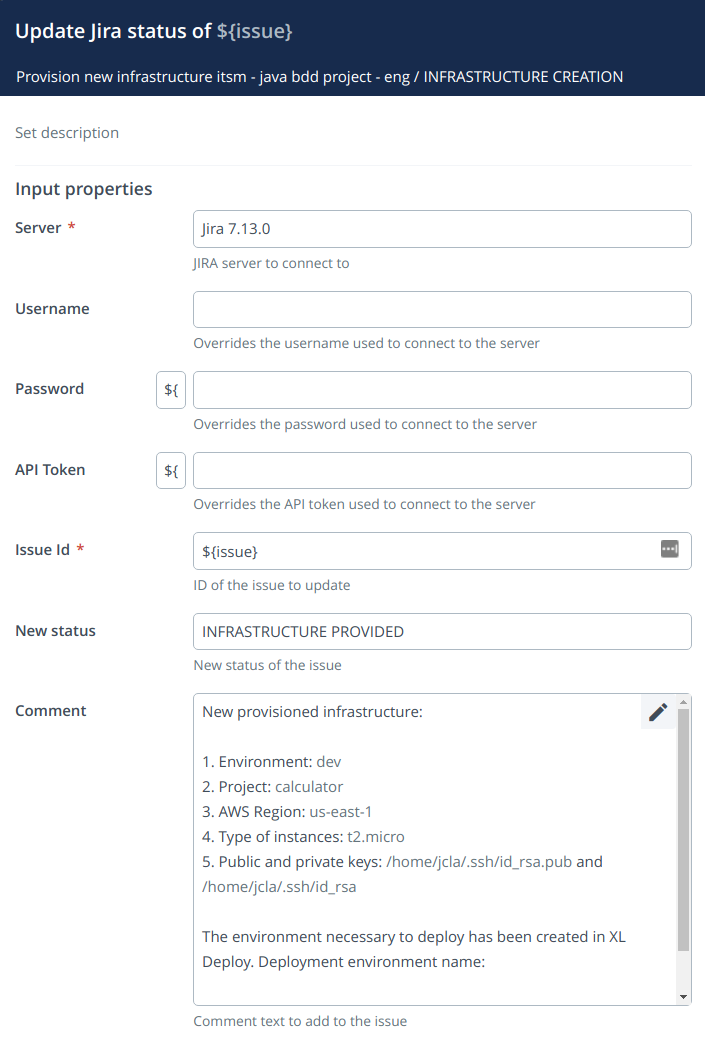 Update Jira status of ${issue}
Provision new infrastructure itsm - java bdd project - eng / INFRASTRUCTURE CREATION
Set description
Input properties
Server *
Jira 7.13.0
JIRA server to connect to
Username
Overrides the username used to connect to the server
Password
${
Overrides the password used to connect to the server
API Token
${
Overrides the API token used to connect to the server
Issue Id *
${issue}
ID of the issue to update
New status
INFRASTRUCTURE PROVIDED
New status of the issue
Comment
New provisioned infrastructure:
1. Environment: dev
2. Project: calculator
3. AWS Region: us-east-1
4. Type of instances: t2.micro
5. Public and private keys: /home/jcla/.ssh/id_rsa.pub and
/home/jcla/.ssh/id_rsa
The environment necessary to deploy has been created in XL
Deploy. Deployment environment name:
Comment text to add to the issue